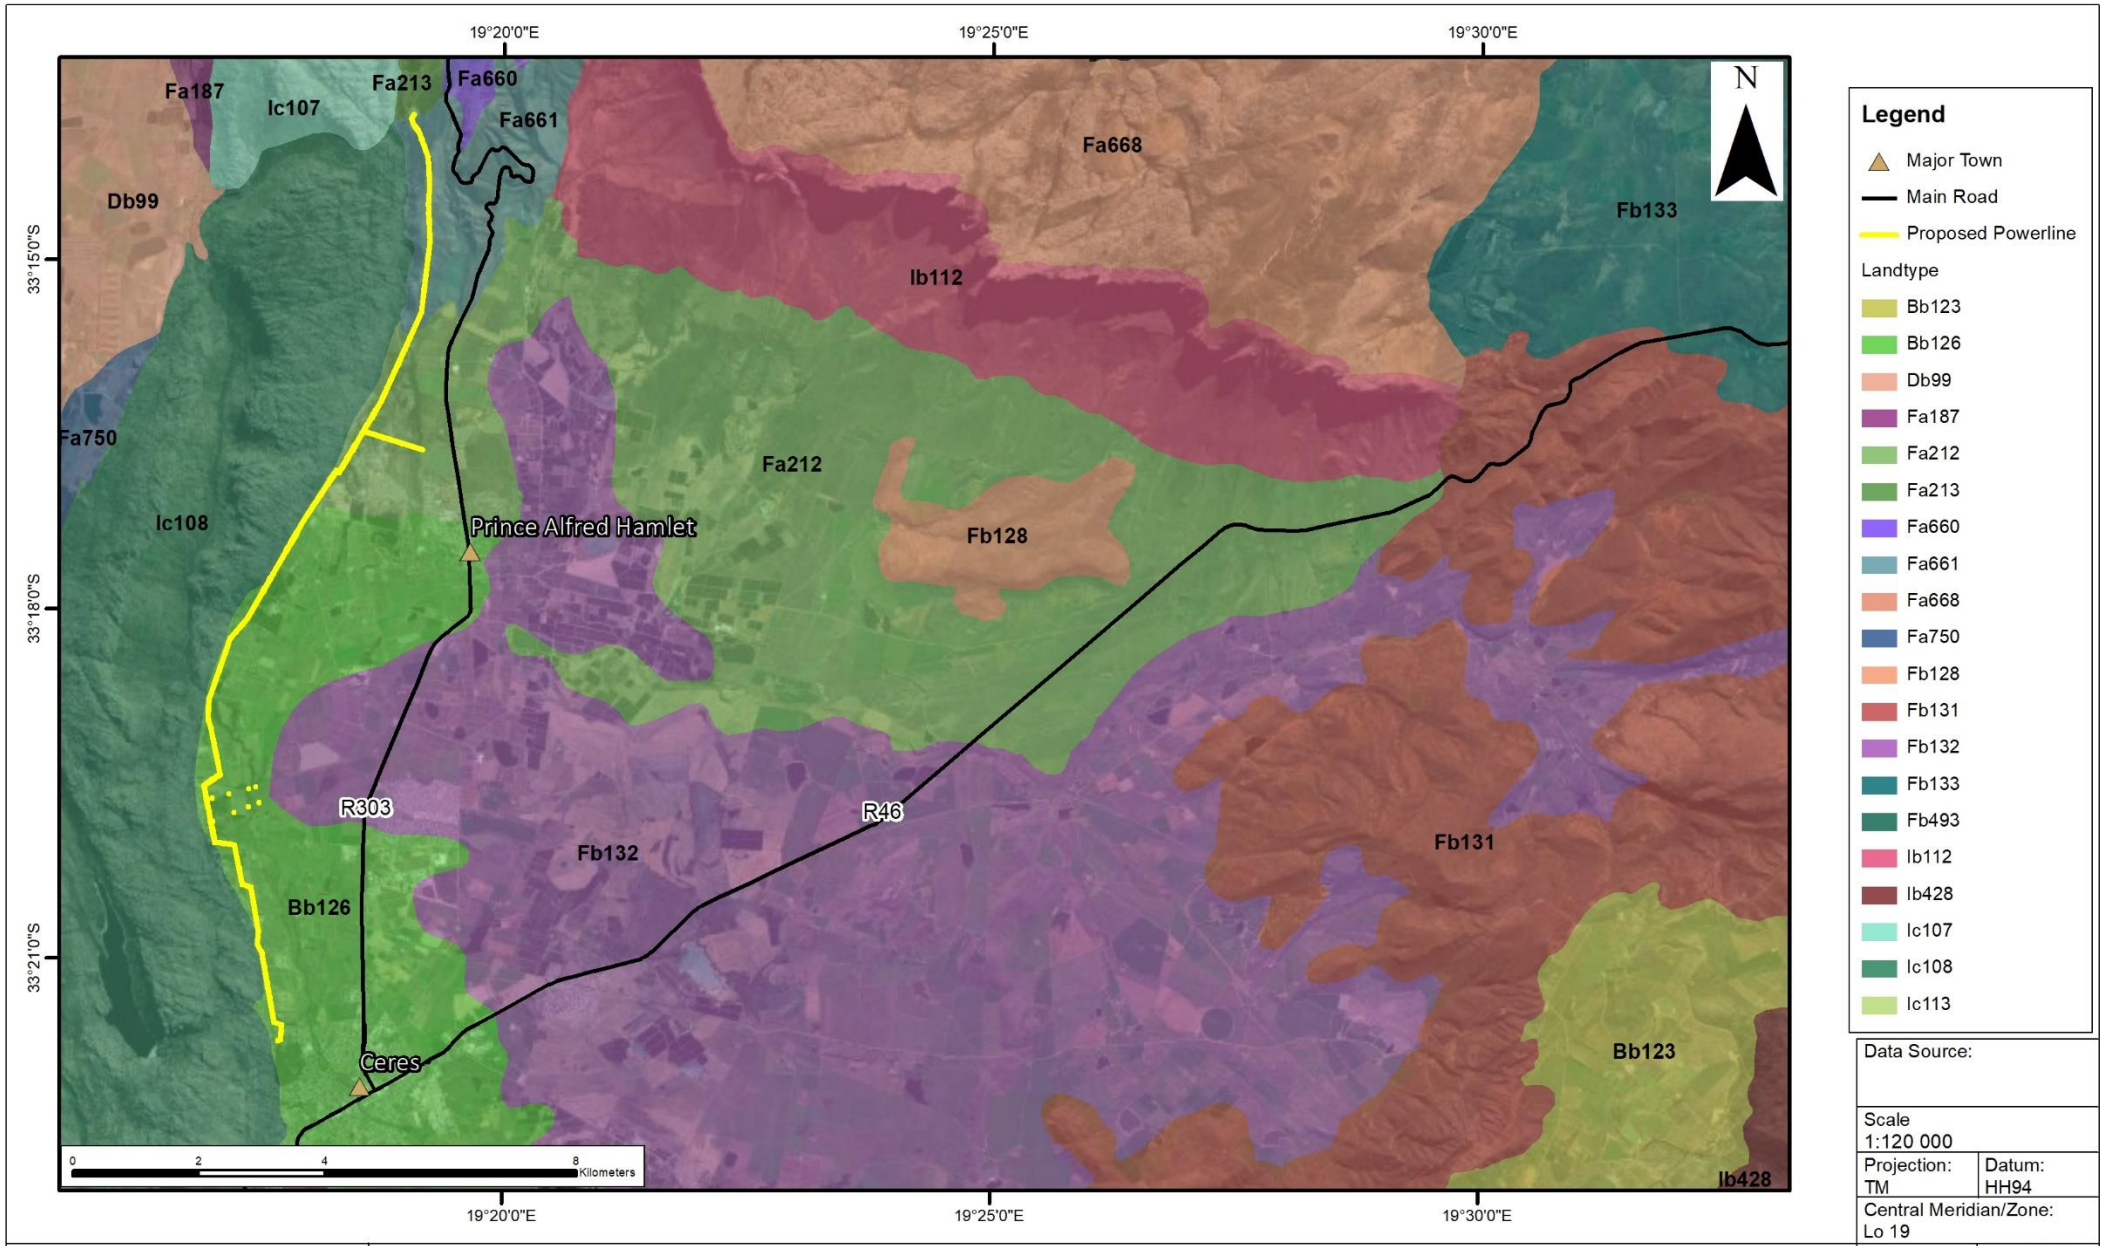 19°20'0"E
19°25'0"E
19°30'0"E
N
Fa187
Ic107
Fa213
Fa660
Fa661
Fa668
Db99
Fb133
33°15'0"S
Ib112
Fa750
Fa212
Ic108
Prince Alfred Hamlet
Fb128
33°18'0"S
R303
R46
Fb132
Fb131
Bb126
33°21'0"S
Ceres
Bb123
Ib428
0 2 4 8
Kilometers
19°20'0"E
19°25'0"E
19°30'0"E
Legend
Major Town
Main Road
Proposed Powerline
Landtype
Bb123
Bb126
Db99
Fa187
Fa212
Fa213
Fa660
Fa661
Fa668
Fa750
Fb128
Fb131
Fb132
Fb133
Fb493
Ib112
Ib428
Ic107
Ic108
Ic113
Data Source:
Scale
1:120 000
Projection:
TM
Datum:
HH94
Central Meridian/Zone:
Lo 19